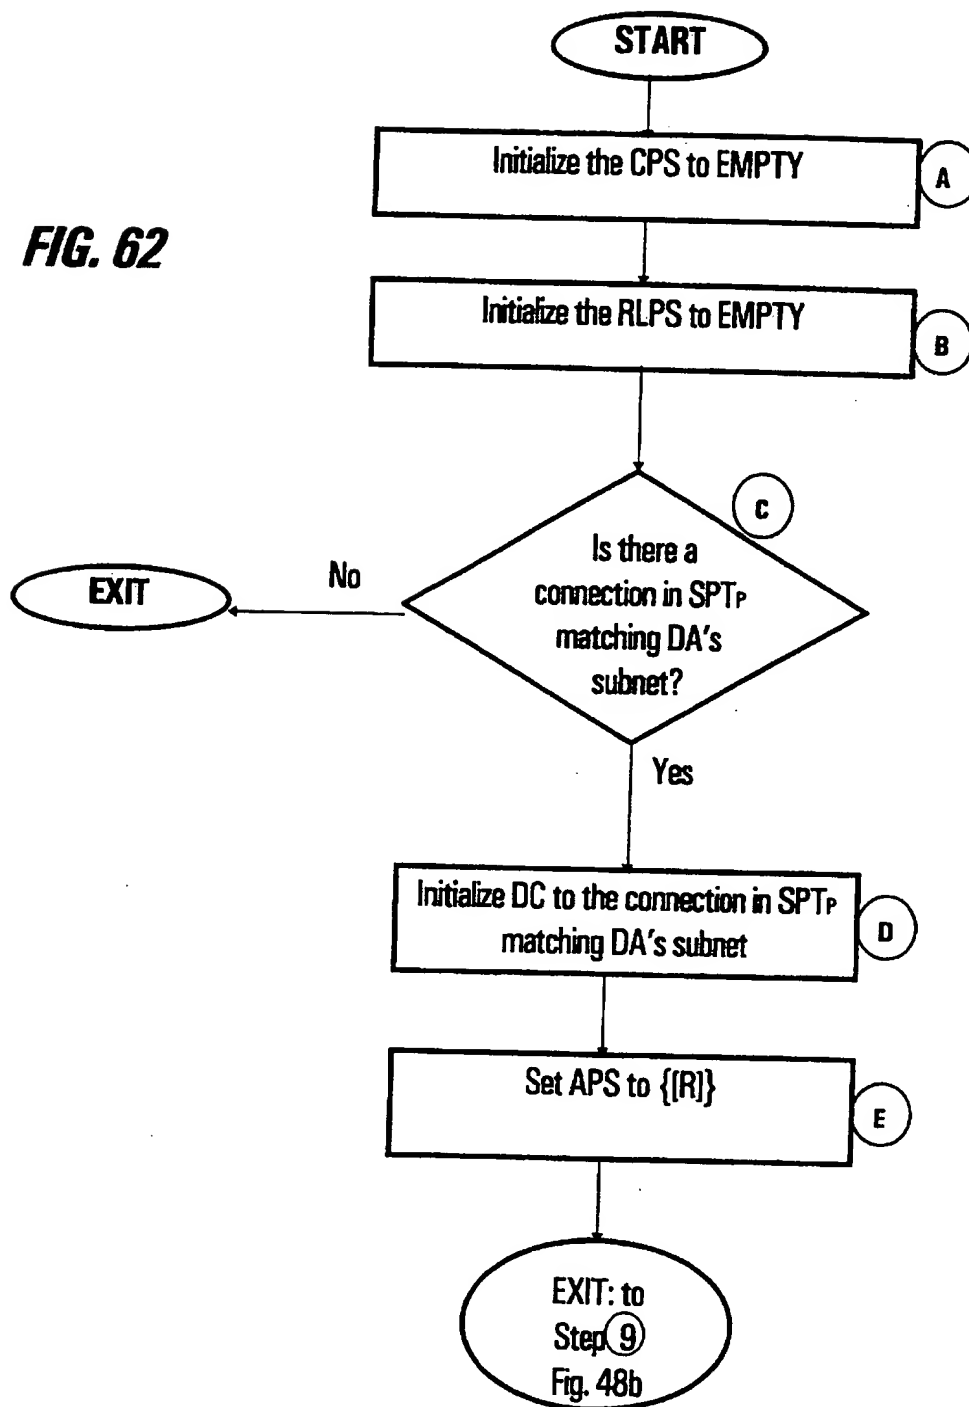 START
Initialize the CPS to EMPTY
A
FIG. 62
Initialize the RLPS to EMPTY
B
C
Is there a
connection in SPTP
matching DA's
subnet?
No
EXIT
Yes
Initialize DC to the connection in SPTP
matching DA's subnet
D
Set APS to {[R]}
E
EXIT: to
Step 9
Fig. 48b